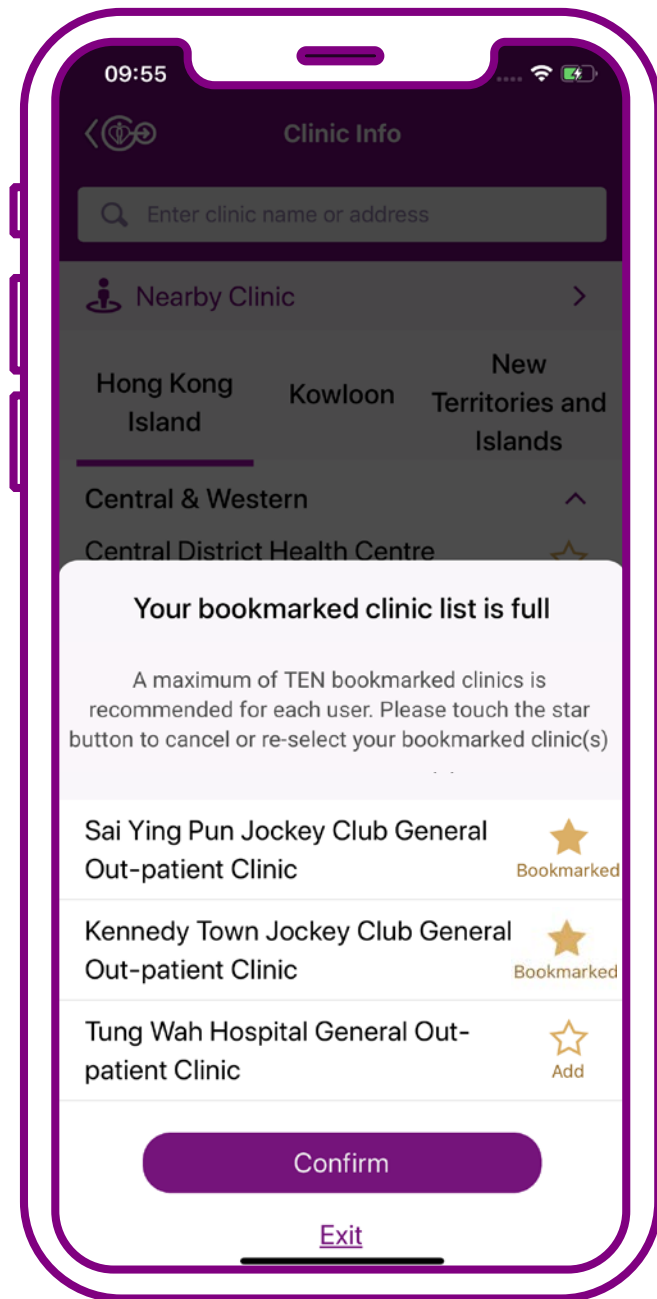 09:55
Clinic Info
Enter clinic name or address
Nearby Clinic
Hong Kong
Island
Kowloon
New
Territories and
Islands
Central & Western
Central District Health Centre
Your bookmarked clinic list is full
A maximum of TEN bookmarked clinics is
recommended for each user. Please touch the star
button to cancel or re-select your bookmarked clinic(s)
Sai Ying Pun Jockey Club General
Out-patient Clinic
Bookmarked
Kennedy Town Jockey Club General
Out-patient Clinic
Bookmarked
Tung Wah Hospital General Out-
patient Clinic
Add
Confirm
Exit